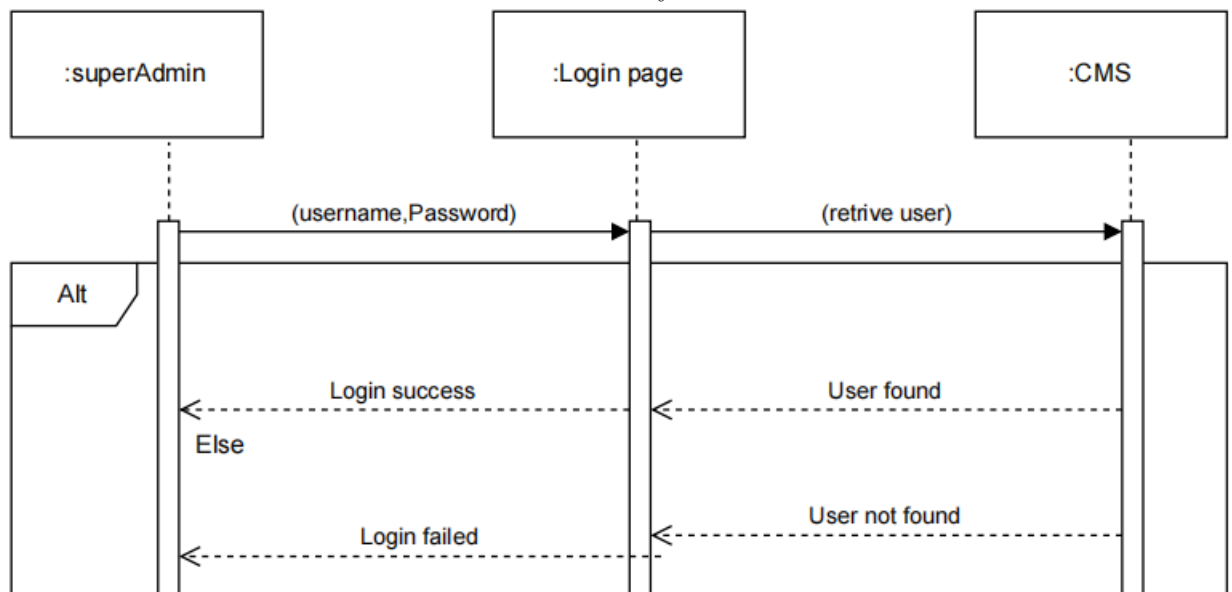 :superAdmin
:Login page
:CMS
(username,Password)
(retrive user)
Alt
Login success
User found
Else
User not found
Login failed